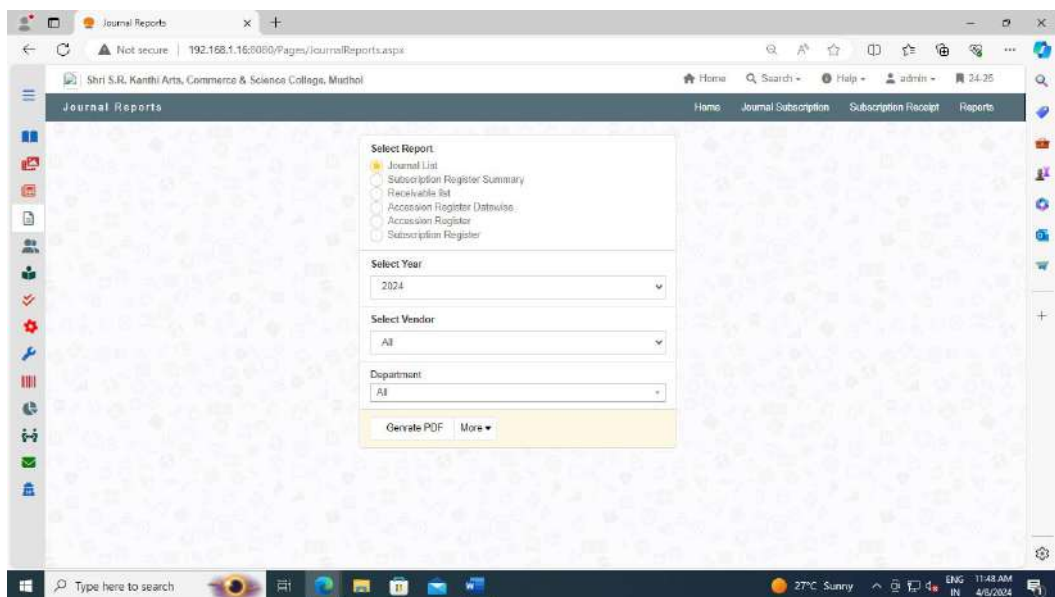 Journal Reports
Not secure 192.168.1.16:8080/Pages/JournalReports.aspx
Shri S.R. Kanthi Arts, Commerce & Science College, Mudhol
Home Search Help admin 24-25
Journal Reports
Home Journal Subscription Subscription Receipt Reports
Select Report
Journal List
Subscription Register Summary
Receivable list
Accession Register Datewise
Accession Register
Subscription Register
Select Year
2024
Select Vendor
All
Department
All
Genrate PDF More
Type here to search
27°C Sunny
ENG 11:48 AM
IN 4/6/2024